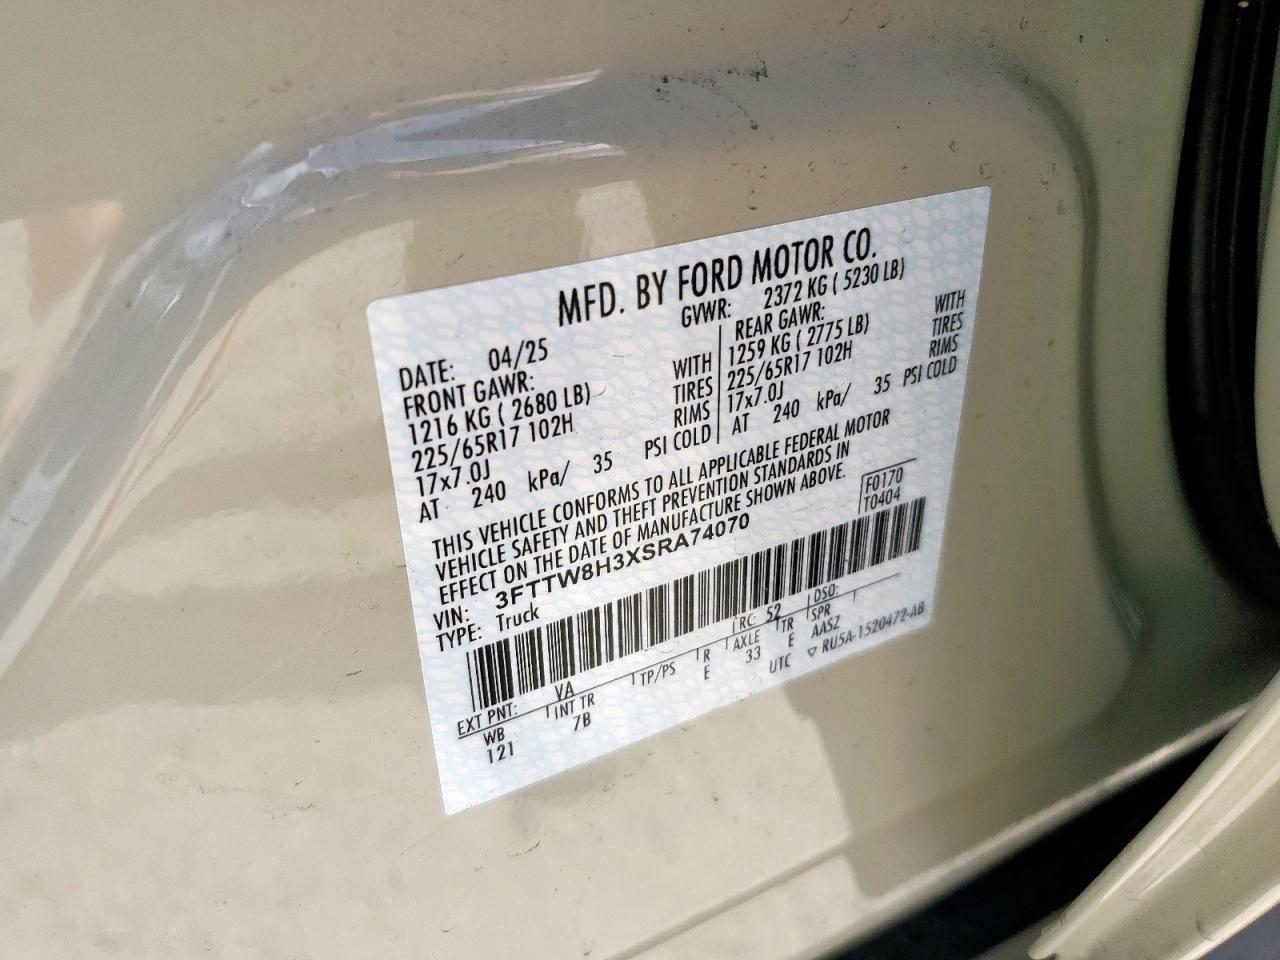 MFD. BY FORD MOTOR CO.
DATE: 04/25 GVWR: 2372 KG ( 5230 LB)
FRONT GAWR: REAR GAWR:
1216 KG ( 2680 LB) WITH 1259 KG ( 2775 LB) WITH
225/65R17 102H TIRES 225/65R17 102H TIRES
17x7.0J RIMS 17x7.0J RIMS
AT 240 kPa/ 35 PSI COLD AT 240 kPa/ 35 PSI COLD
THIS VEHICLE CONFORMS TO ALL APPLICABLE FEDERAL MOTOR
VEHICLE SAFETY AND THEFT PREVENTION STANDARDS IN
EFFECT ON THE DATE OF MANUFACTURE SHOWN ABOVE.
VIN: 3FTTW8H3XSRA74070 F0170
TYPE: Truck T0404
EXT PNT: VA RC: 52 DSO:
WB INT TR TP/PS R AXLE TR SPR
121 7B E 33 E AASZ
UTC ▽ RU5A-1520472-AB